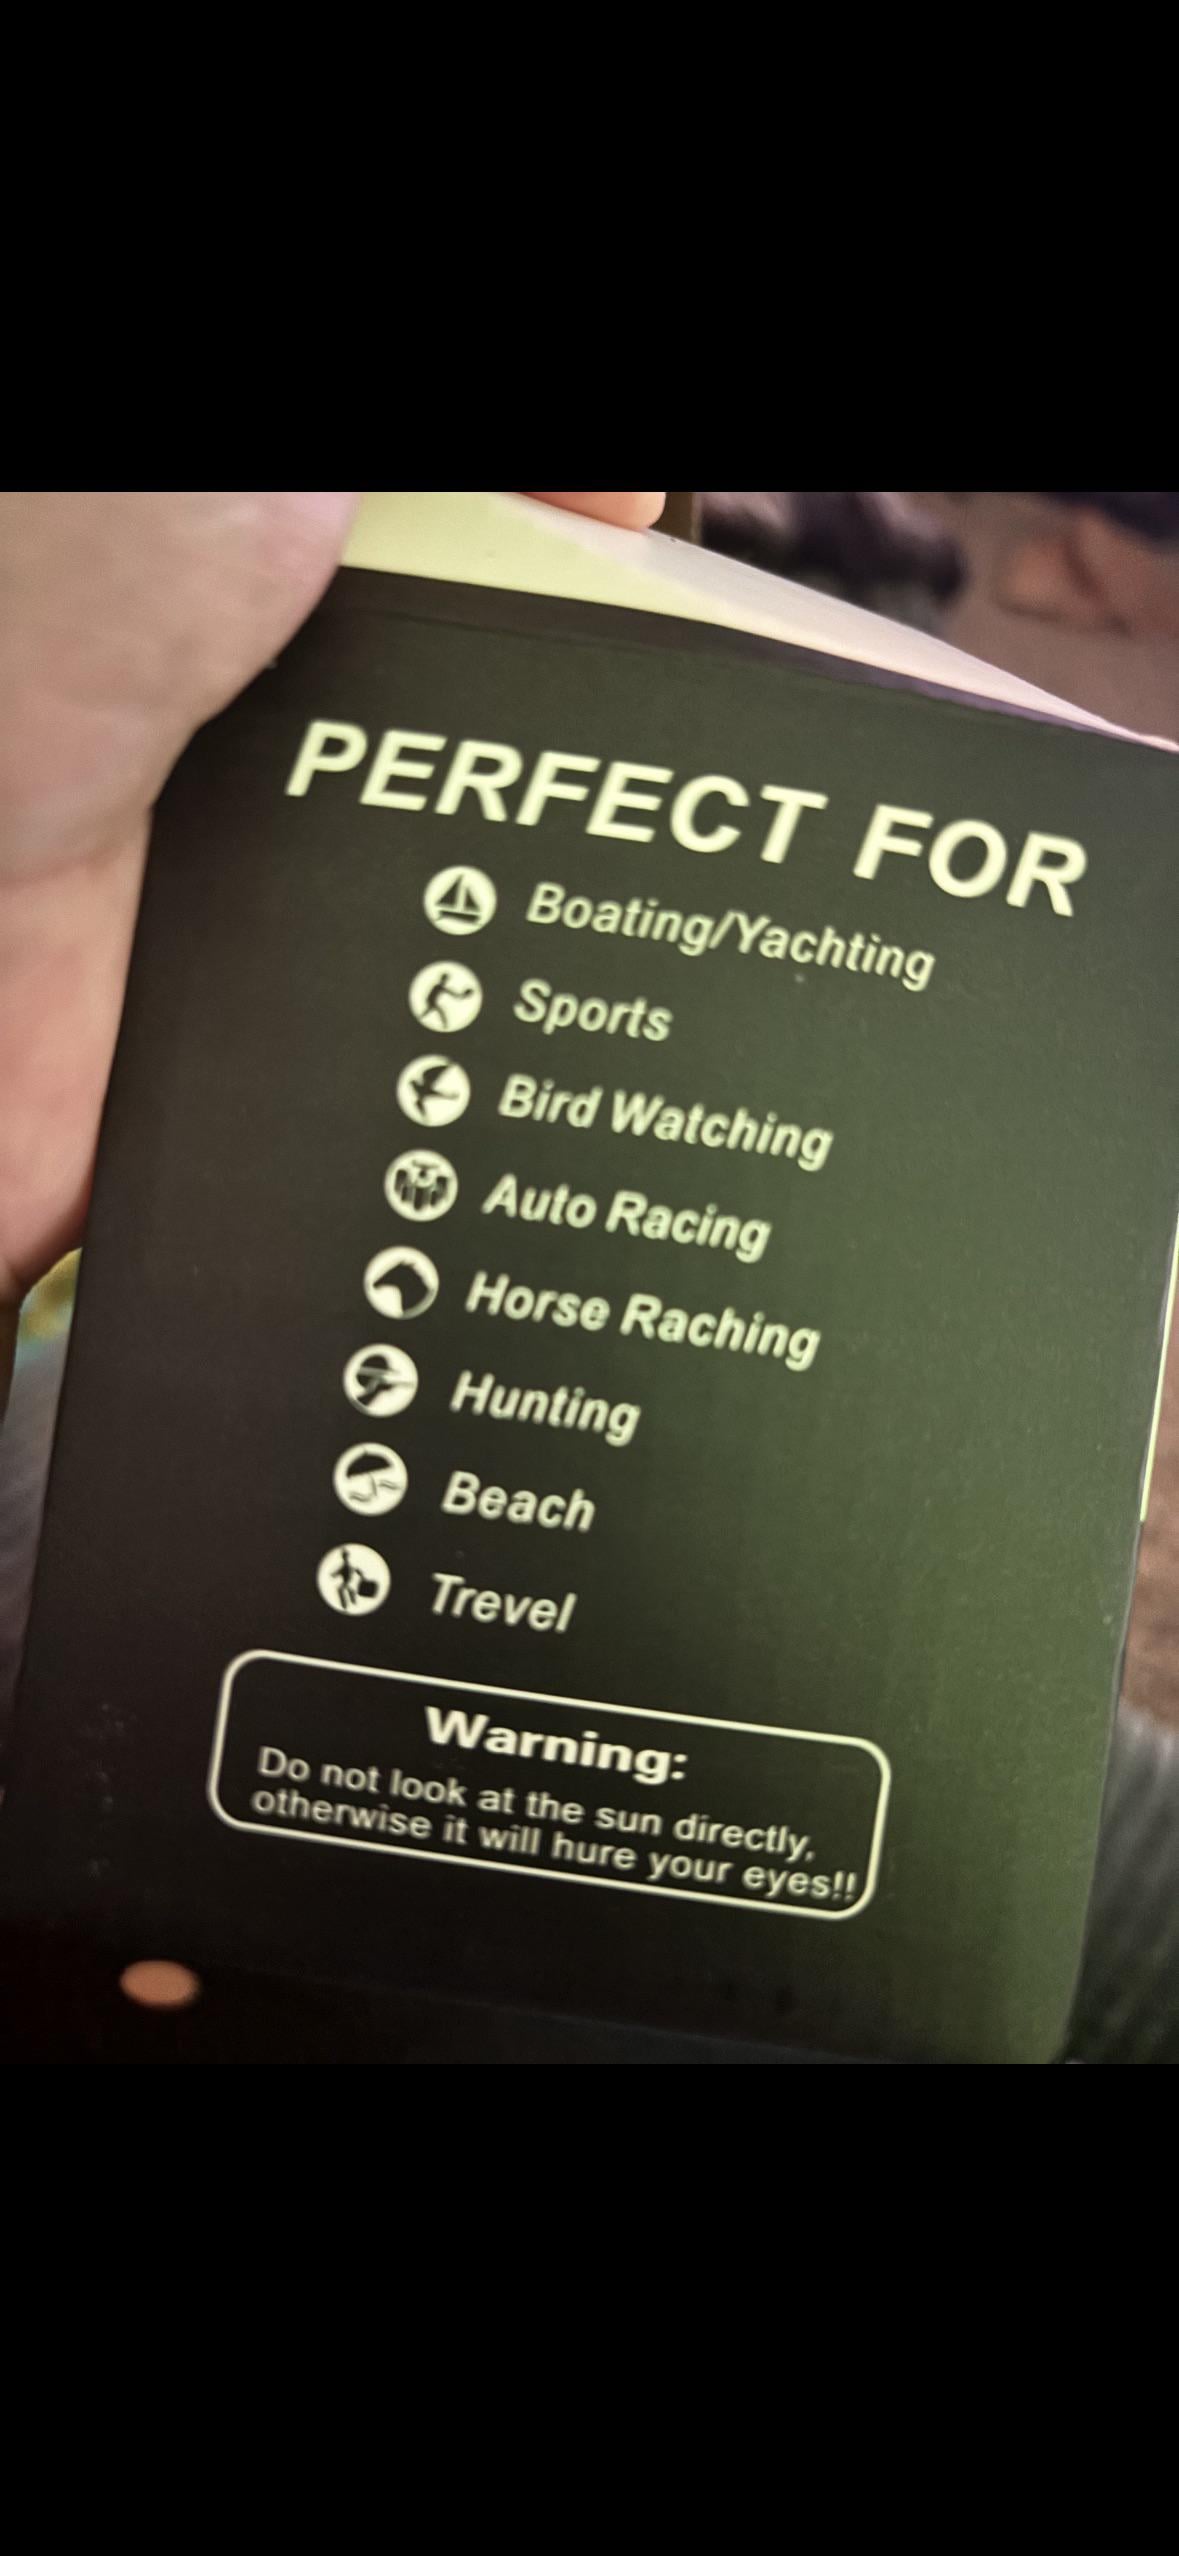 PERFECT FOR
Boating/Yachting
Sports
Bird Watching
Auto Racing
Horse Raching
Hunting
Beach
Trevel
Warning:
Do not look at the sun directly,
otherwise it will hure your eyes!!